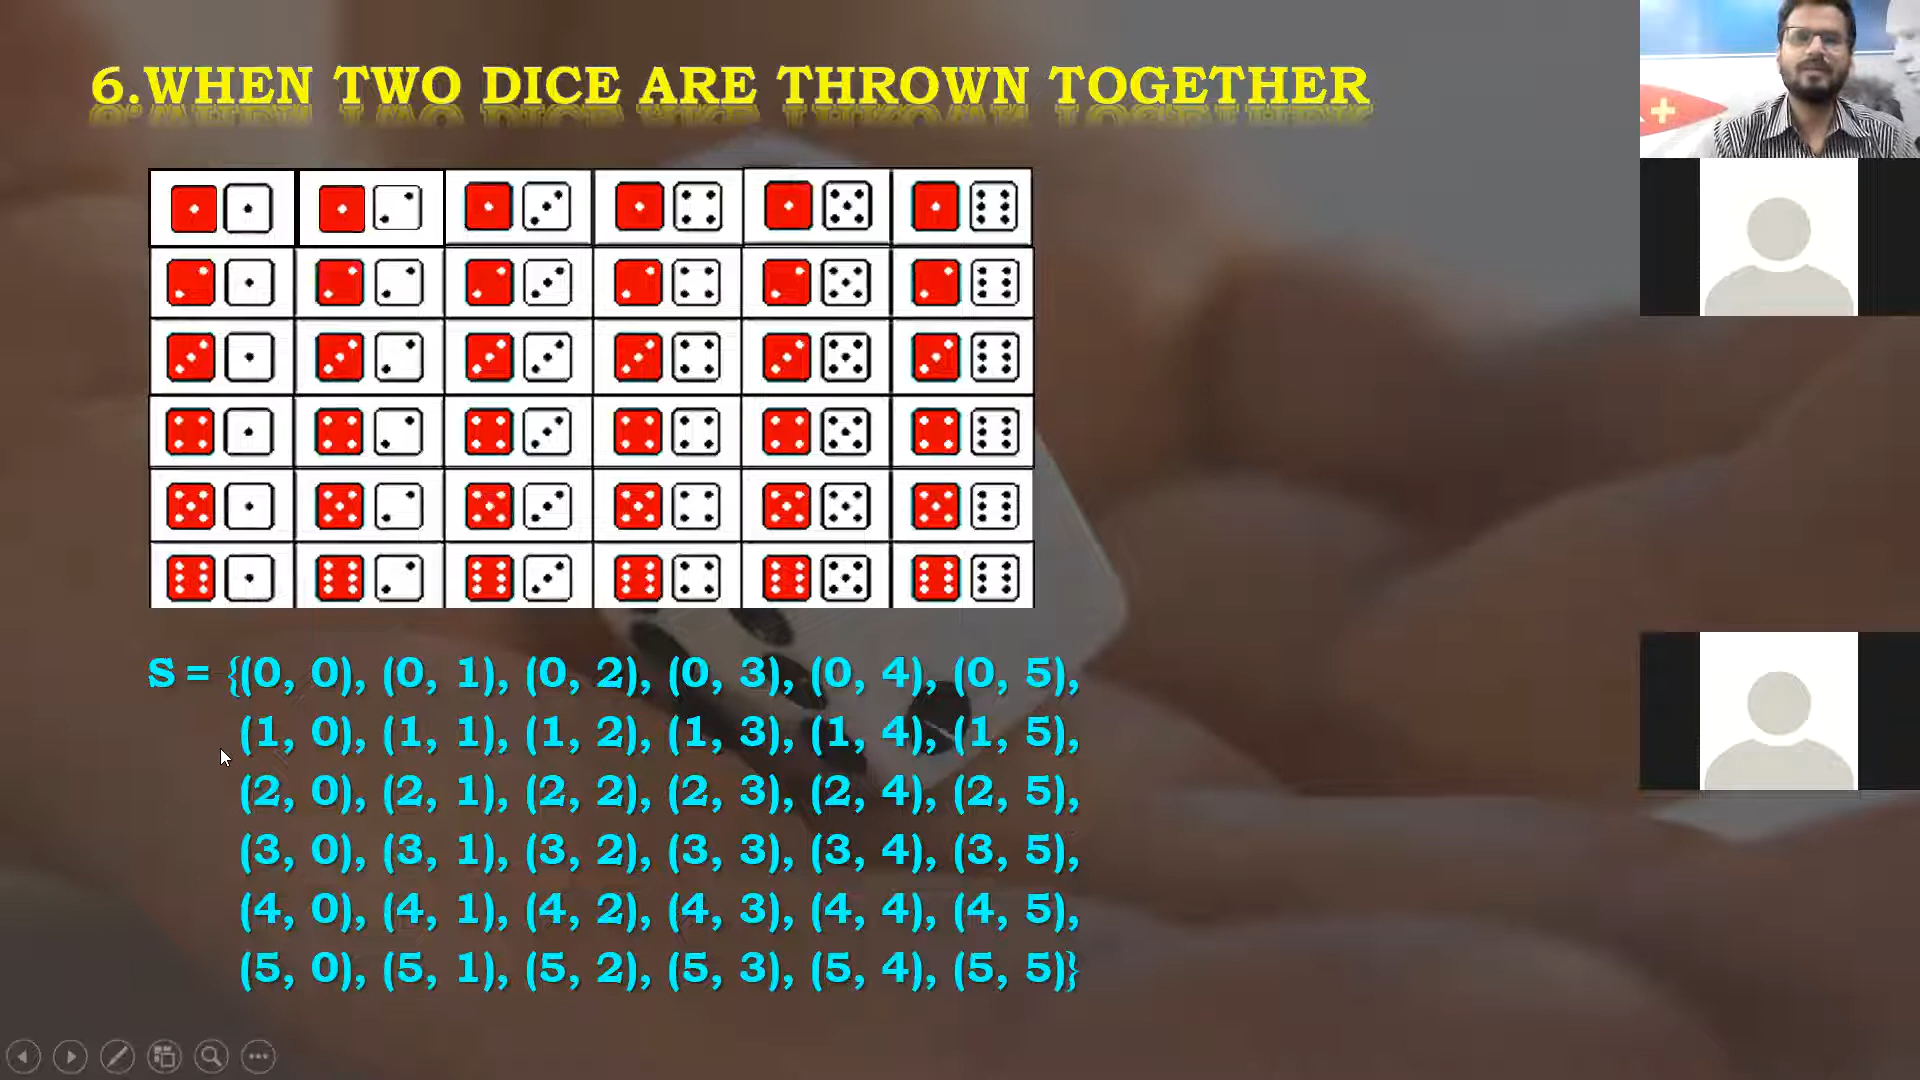 6.WHEN TWO DICE ARE THROWN TOGETHER
S = {(0, 0), (0, 1), (0, 2), (0, 3), (0, 4), (0, 5),
(1, 0), (1, 1), (1, 2), (1, 3), (1, 4), (1, 5),
(2, 0), (2, 1), (2, 2), (2, 3), (2, 4), (2, 5),
(3, 0), (3, 1), (3, 2), (3, 3), (3, 4), (3, 5),
(4, 0), (4, 1), (4, 2), (4, 3), (4, 4), (4, 5),
(5, 0), (5, 1), (5, 2), (5, 3), (5, 4), (5, 5)}